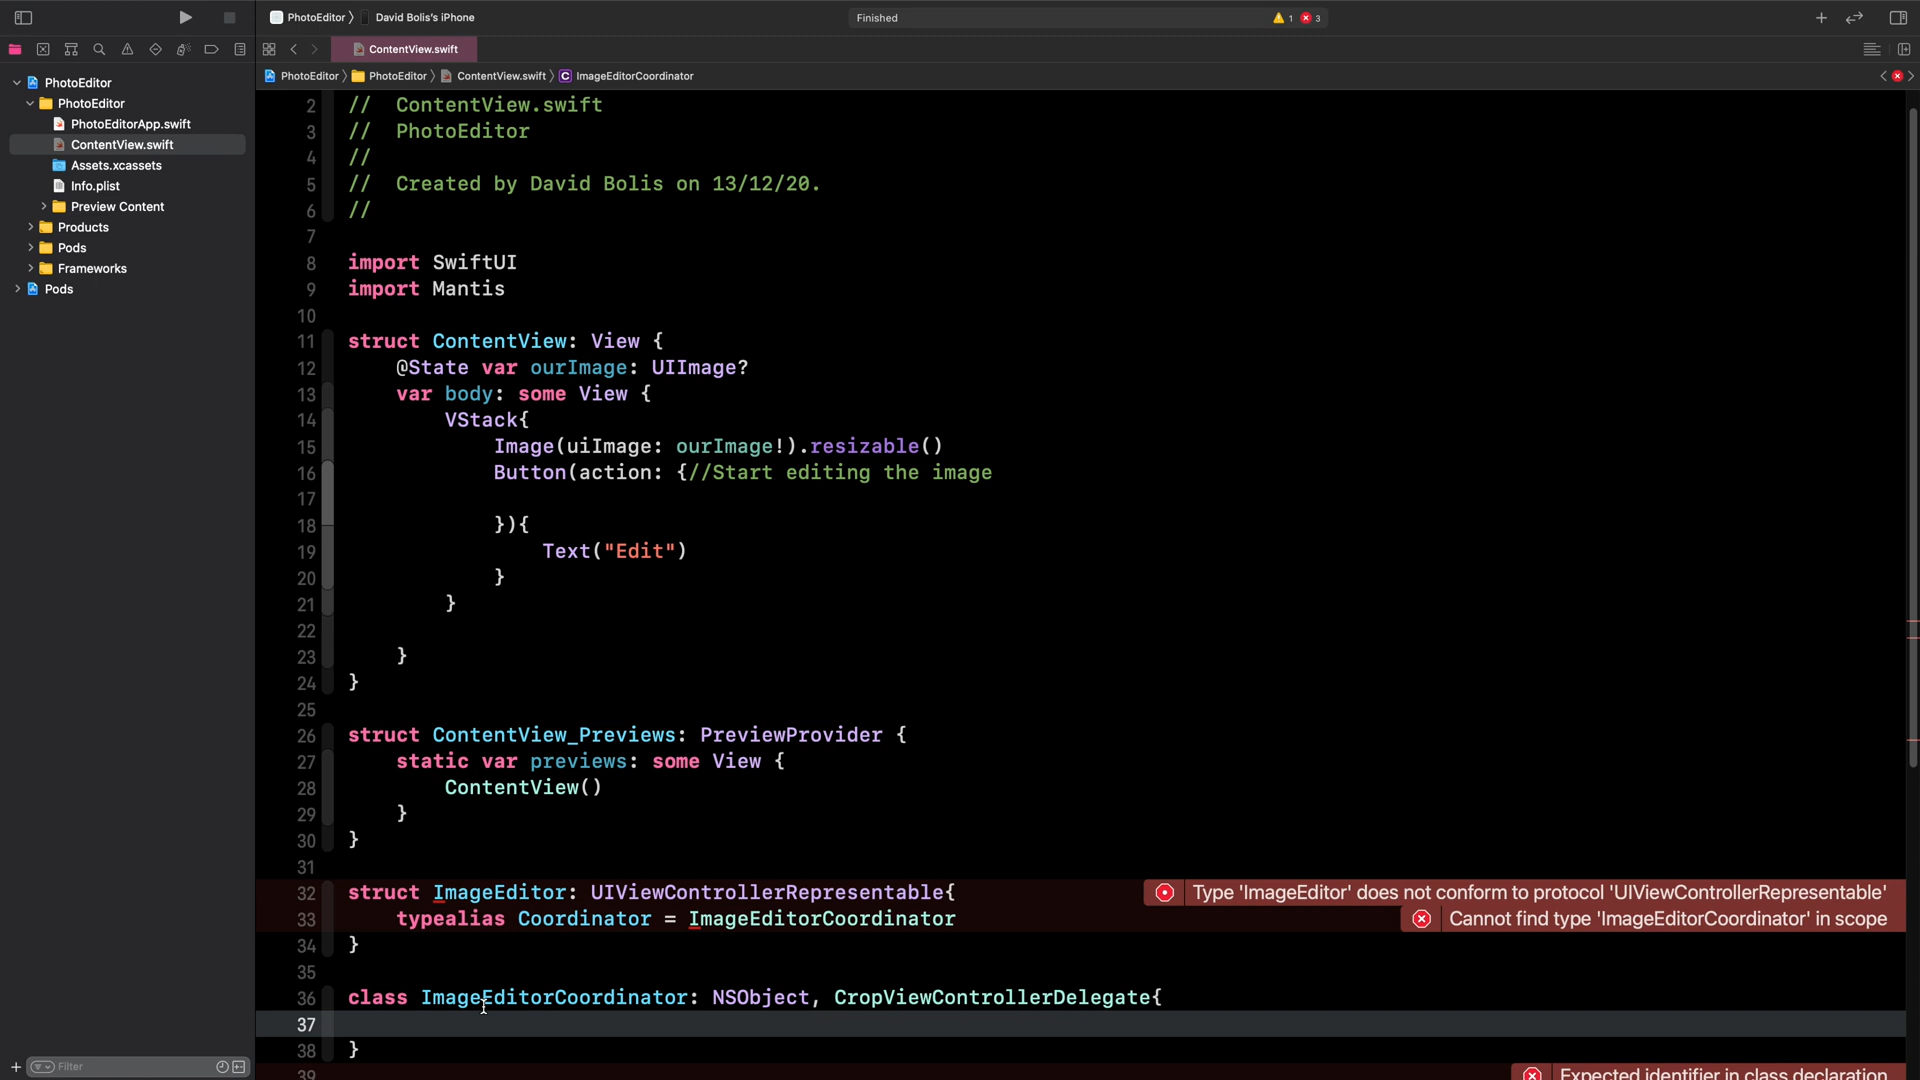 PhotoEditor 〉 David Bolis's iPhone
Finished
1
3
ContentView.swift
PhotoEditor 〉 PhotoEditor 〉 ContentView.swift 〉 C ImageEditorCoordinator
PhotoEditor
PhotoEditor
PhotoEditorApp.swift
ContentView.swift
Assets.xcassets
Info.plist
Preview Content
Products
Pods
Frameworks
Pods
Filter
2 // ContentView.swift
3 // PhotoEditor
4 //
5 // Created by David Bolis on 13/12/20.
6 //
7
8 import SwiftUI
9 import Mantis
10
11 struct ContentView: View {
12 @State var ourImage: UIImage?
13 var body: some View {
14 VStack{
15 Image(uiImage: ourImage!).resizable()
16 Button(action: {//Start editing the image
17
18 }){
19 Text("Edit")
20 }
21 }
22
23 }
24 }
25
26 struct ContentView_Previews: PreviewProvider {
27 static var previews: some View {
28 ContentView()
29 }
30 }
31
32 struct ImageEditor: UIViewControllerRepresentable{
Type 'ImageEditor' does not conform to protocol 'UIViewControllerRepresentable'
33 typealias Coordinator = ImageEditorCoordinator
Cannot find type 'ImageEditorCoordinator' in scope
34 }
35
36 class ImageEditorCoordinator: NSObject, CropViewControllerDelegate{
37
38 }
39
Expected identifier in class declaration